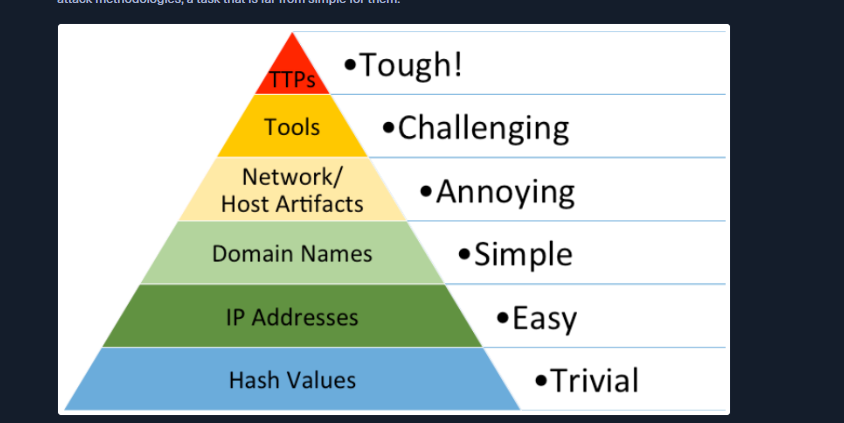 attack methodologies, a task that is far from simple for them.
TTPs
•Tough!
Tools
•Challenging
Network/
Host Artifacts
•Annoying
Domain Names
•Simple
IP Addresses
•Easy
Hash Values
•Trivial